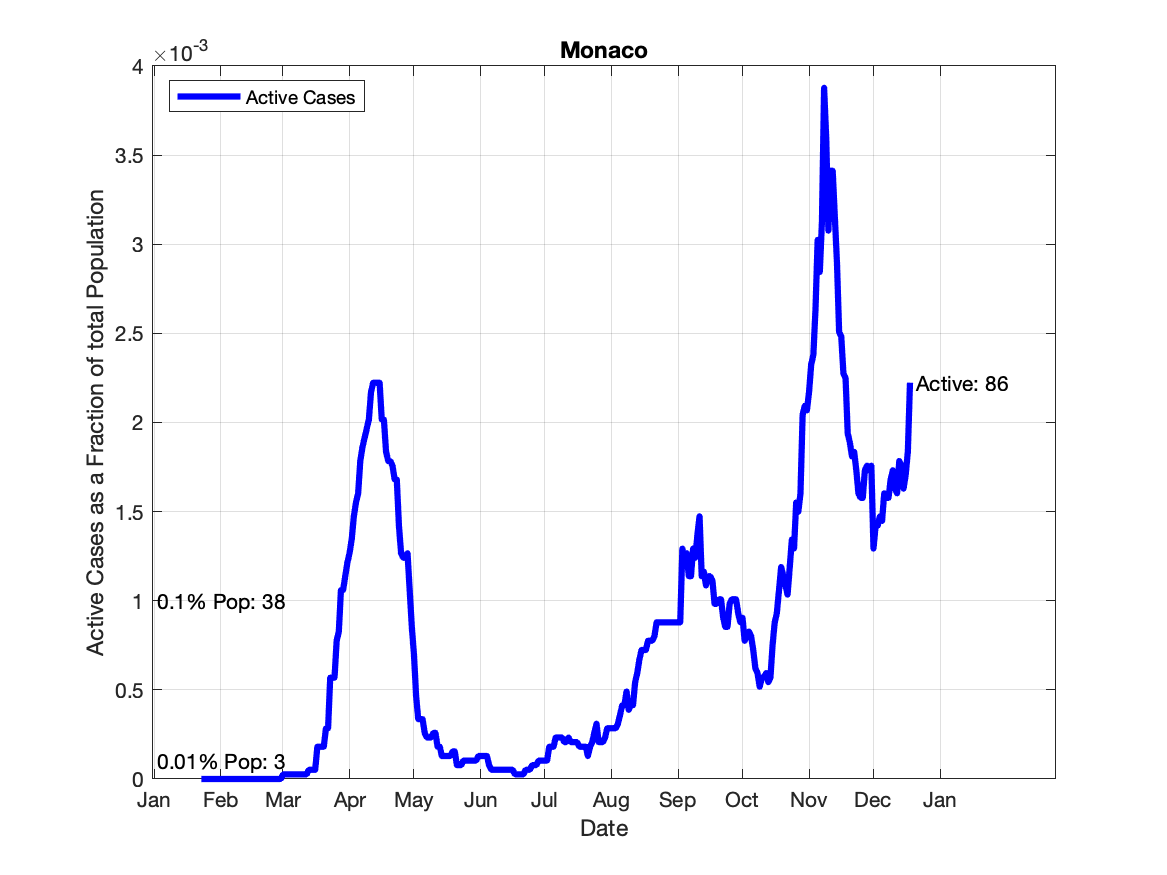 Monaco
×10-3
Active Cases
4
3.5
3
2.5
2
1.5
1
0.5
0
Active Cases as a Fraction of total Population
Active: 86
0.1% Pop: 38
0.01% Pop: 3
Jan Feb Mar Apr May Jun Jul Aug Sep Oct Nov Dec Jan
Date